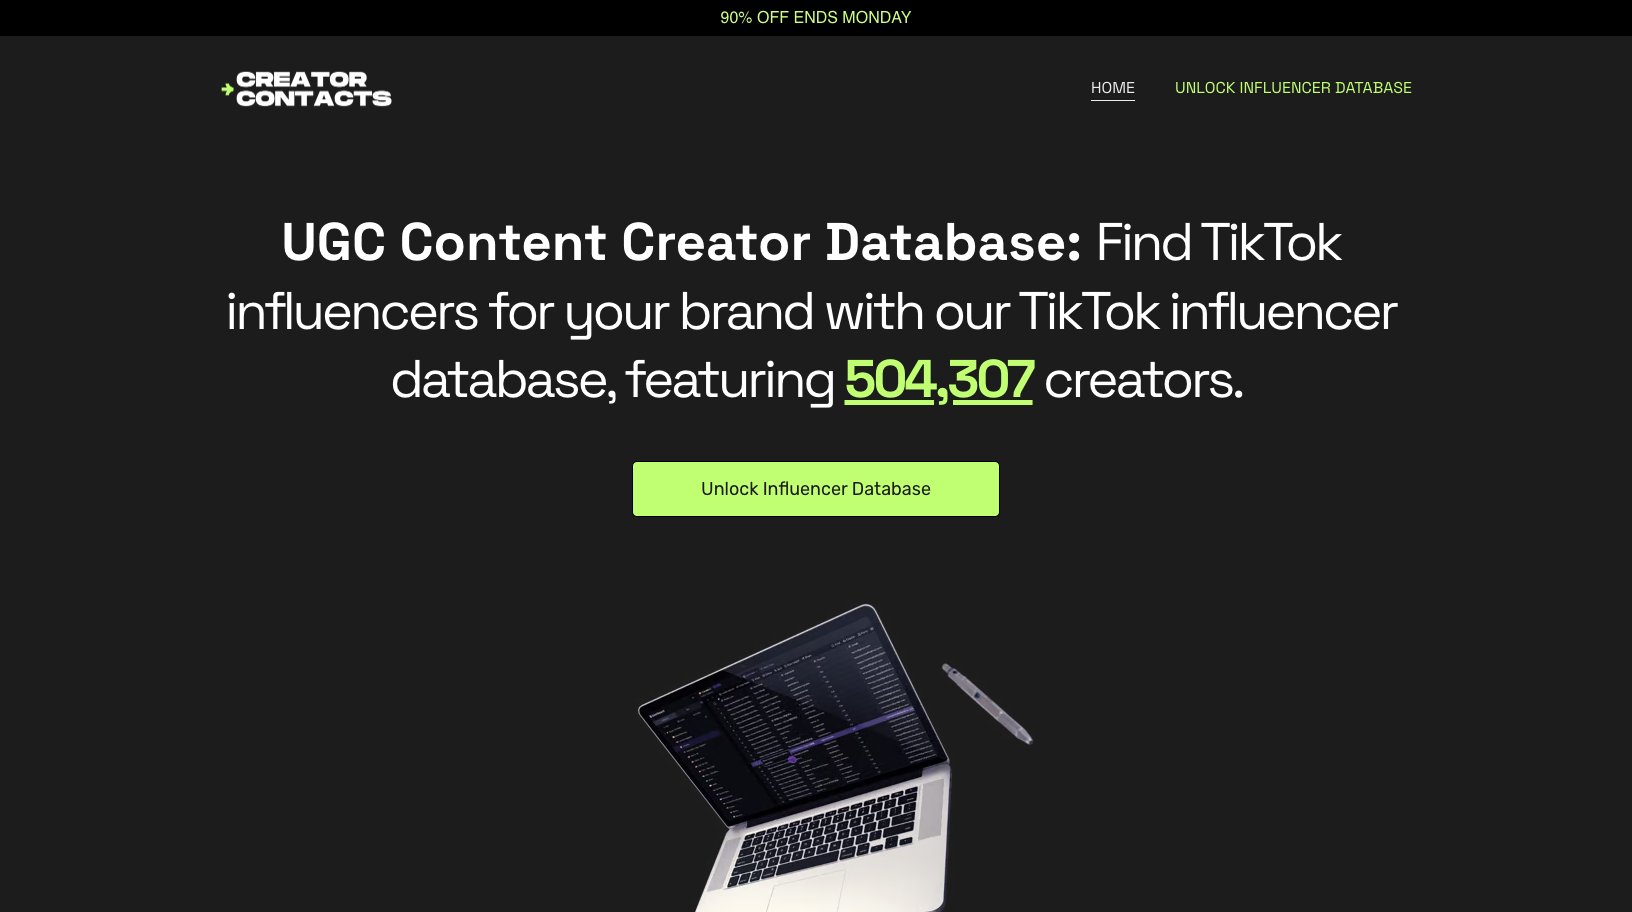 90% OFF ENDS MONDAY
CREATOR
CONTACTS
HOME
UNLOCK INFLUENCER DATABASE
UGC Content Creator Database: Find TikTok
influencers for your brand with our TikTok influencer
database, featuring 504,307 creators.
Unlock Influencer Database